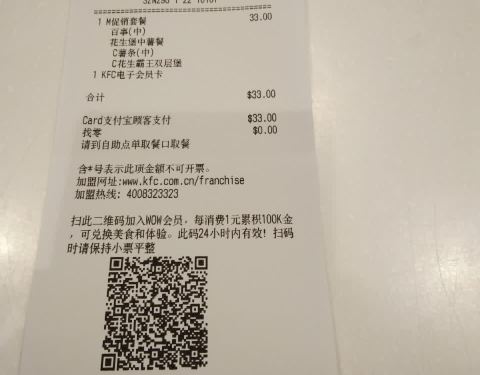 1 M促销套餐 33.00
百事(中)
花生堡中薯餐
C薯条(中)
C花生霸王双层堡
1 KFC电子会员卡
合计 $33.00
Card支付宝顾客支付 $33.00
找零 $0.00
请到自助点单取餐口取餐
含*号表示此项金额不可开票。
加盟网址:www.kfc.com.cn/franchise
加盟热线: 4008323323
扫此二维码加入WOW会员，每消费1元累积100K金
，可兑换美食和体验。此码24小时内有效! 扫码
时请保持小票平整